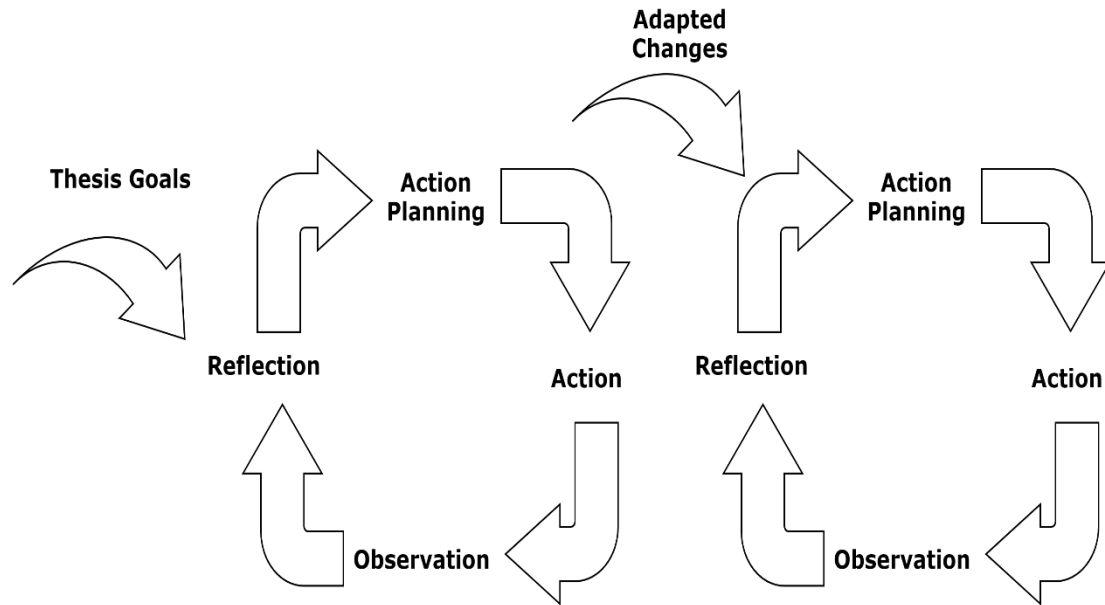 Adapted
Changes
Thesis Goals
Action
Planning
Action
Planning
Reflection
Action
Reflection
Action
Observation
Observation